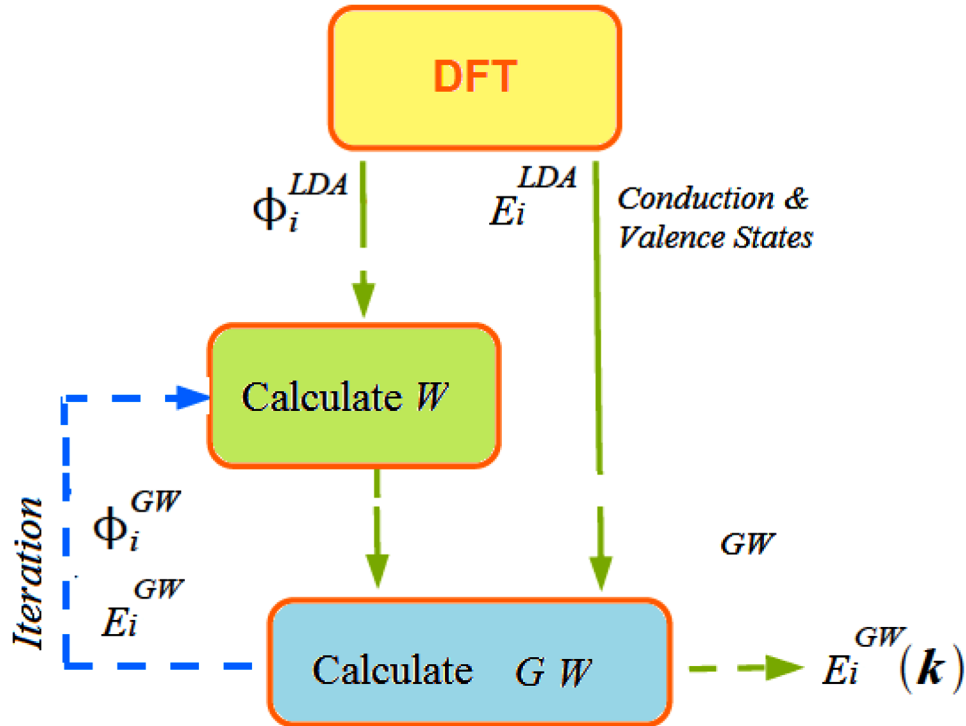 DFT
ϕ_i^{LDA}
E_i^{LDA}
Conduction &
Valence States
Calculate W
Iteration
ϕ_i^{GW}
E_i^{GW}
GW
Calculate G W
E_i^{GW}(k)